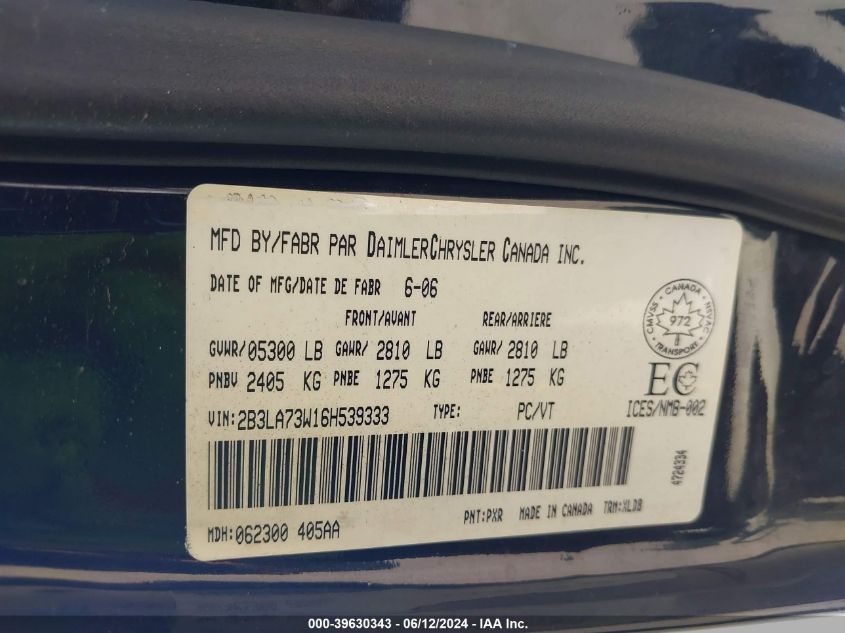 MFD BY/FABR PAR DAIMLERCHRYSLER CANADA INC.
DATE OF MFG/DATE DE FABR 6-06
FRONT/AVANT REAR/ARRIERE
GVWR/05300 LB GAWR/ 2810 LB GAWR/ 2810 LB
PNBV 2405 KG PNBE 1275 KG PNBE 1275 KG
VIN:2B3LA73W16H539333 TYPE: PC/VT
CMVSS · CANADA · NSVAC · TRANSPORT
972
EC
ICES/NMB-002
4724334
PNT:PXR MADE IN CANADA TRM:XLDB
MDH:062300 405AA
000-39630343 - 06/12/2024 - IAA Inc.